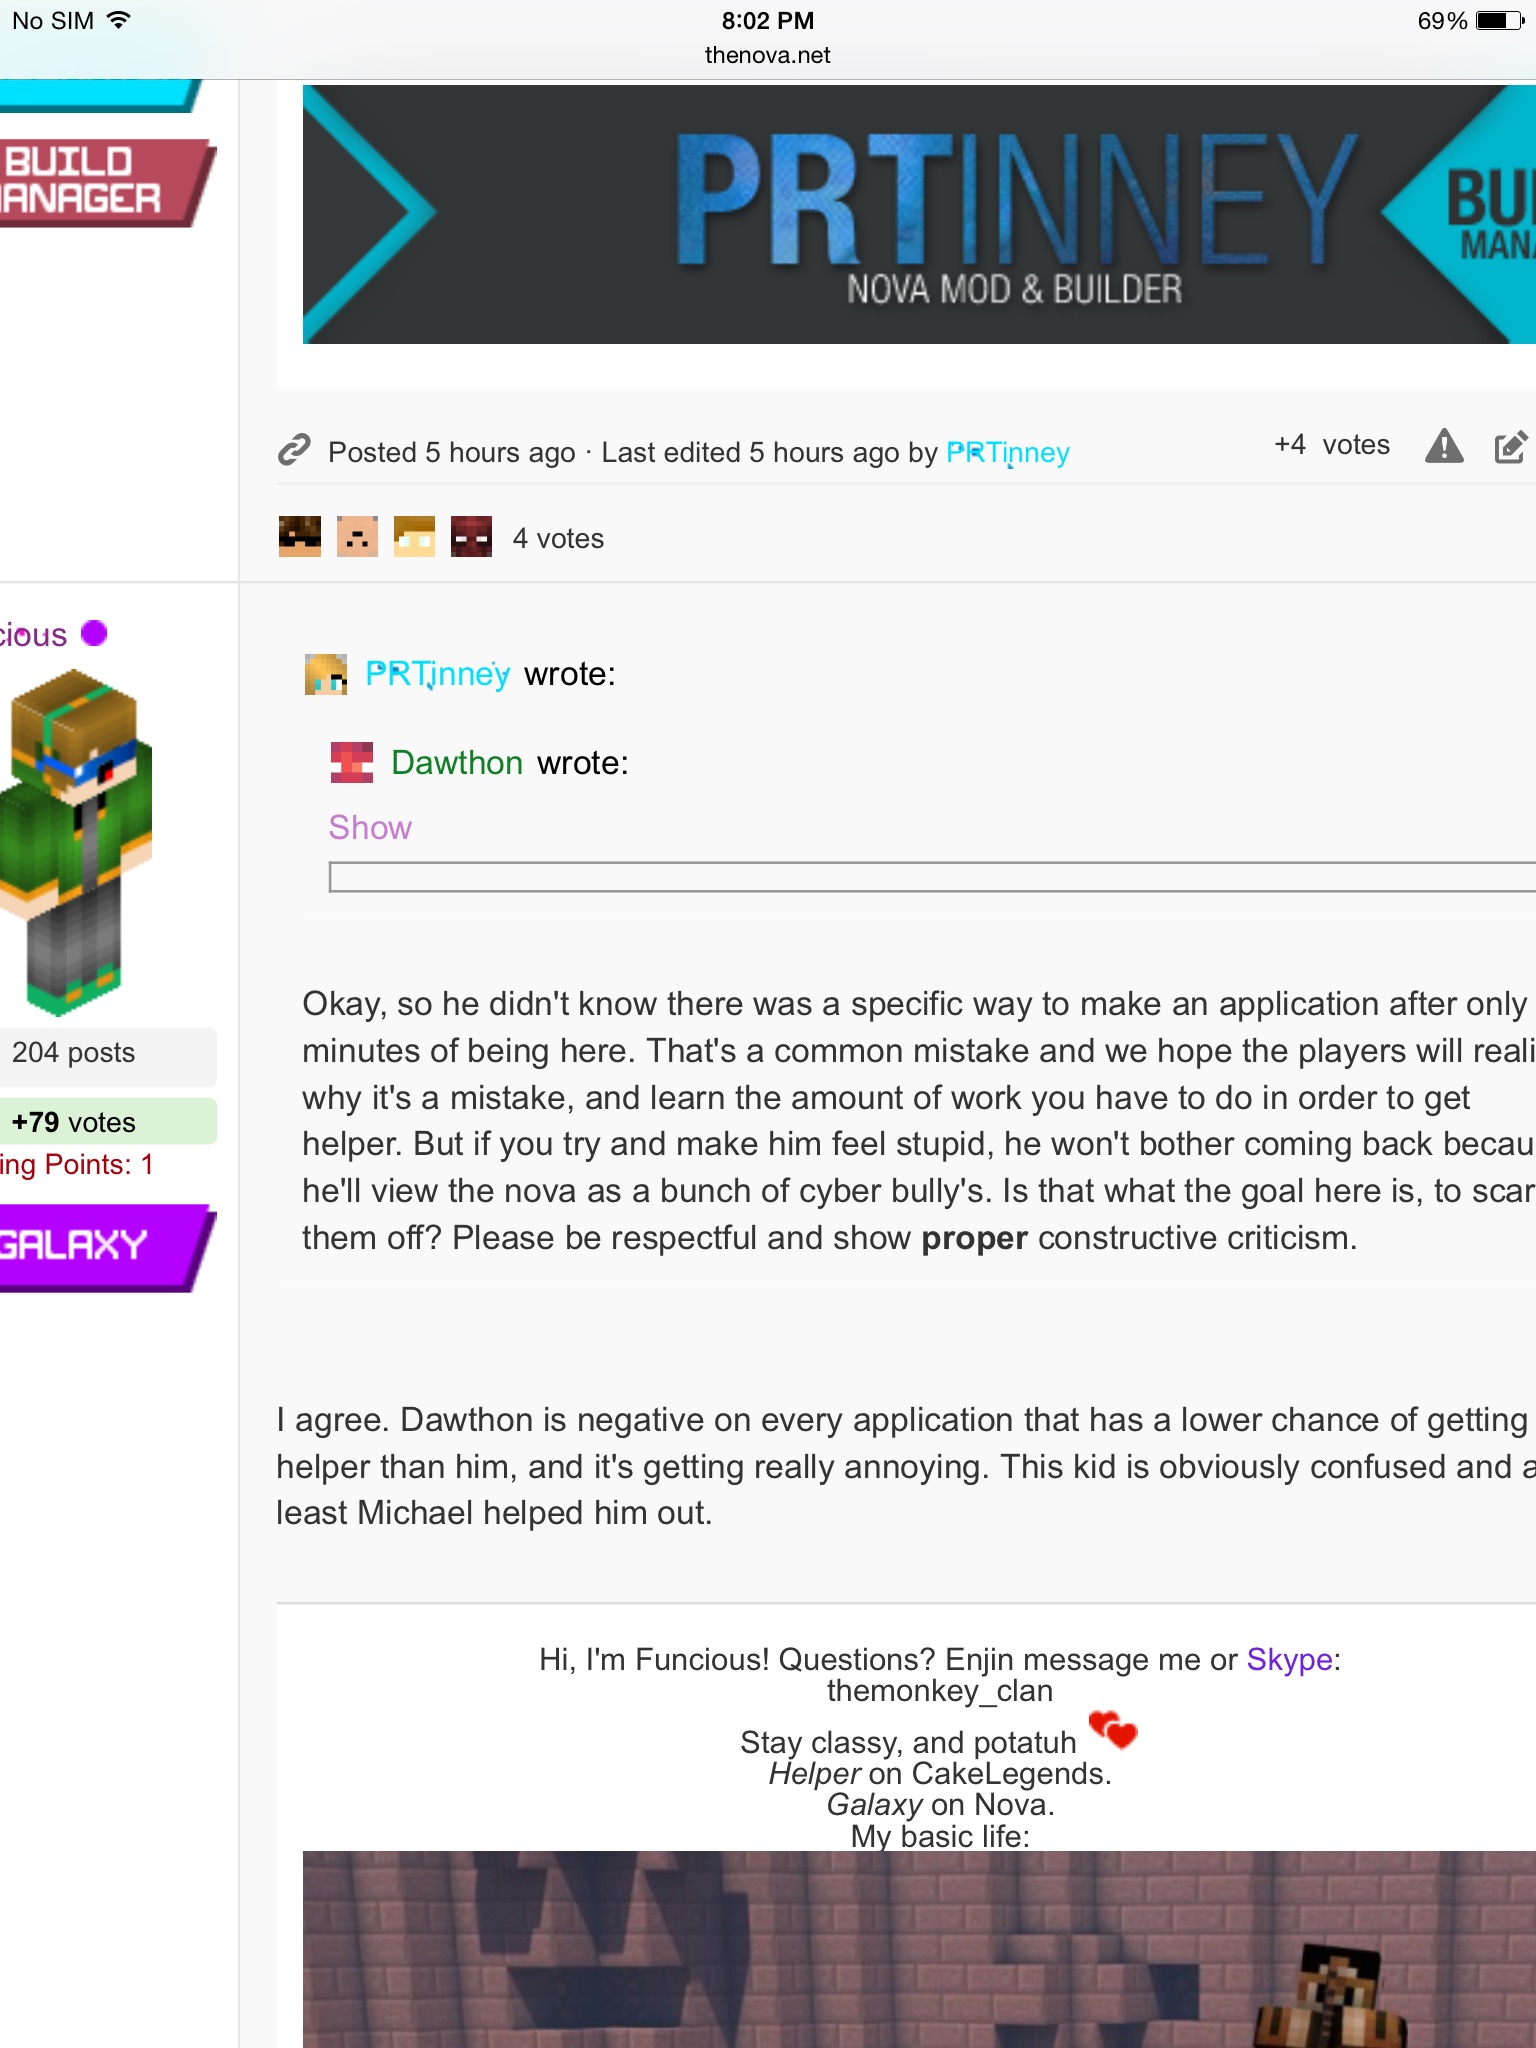 No SIM 8:02 PM 69%
thenova.net
BUILD
MANAGER
PRTINNEY
NOVA MOD & BUILDER
Posted 5 hours ago · Last edited 5 hours ago by PRTinney +4 votes
4 votes
PRTinney wrote:
Dawthon wrote:
Show
Okay, so he didn't know there was a specific way to make an application after only
minutes of being here. That's a common mistake and we hope the players will reali
why it's a mistake, and learn the amount of work you have to do in order to get
helper. But if you try and make him feel stupid, he won't bother coming back becau
he'll view the nova as a bunch of cyber bully's. Is that what the goal here is, to scar
them off? Please be respectful and show proper constructive criticism.
cious
204 posts
+79 votes
ing Points: 1
GALAXY
I agree. Dawthon is negative on every application that has a lower chance of getting
helper than him, and it's getting really annoying. This kid is obviously confused and a
least Michael helped him out.
Hi, I'm Funcious! Questions? Enjin message me or Skype:
themonkey_clan
Stay classy, and potatuh
Helper on CakeLegends.
Galaxy on Nova.
My basic life: